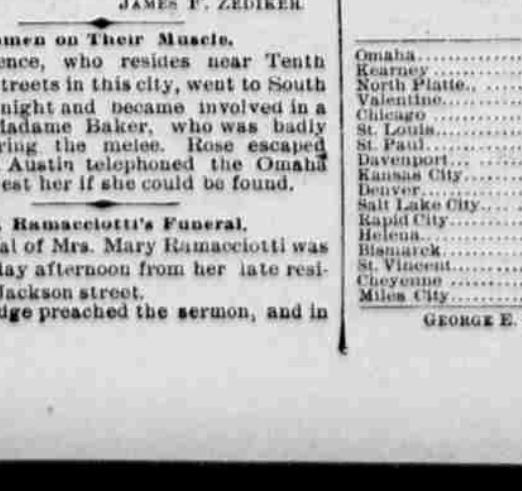 JAMES P. ZEDIKER
omen on Their Muscle.
ence, who resides near Tenth
treets in this city, went to South
night and became involved in a
Madame Baker, who was badly
ring the melee. Rose escaped
Austin telephoned the Omaha
est her if she could be found.
. Ramacciotti's Funeral.
al of Mrs. Mary Ramacciotti was
lay afternoon from her late resi-
Jackson street.
dge preached the sermon, and in
Omaha
Kearney
North Platte..
Valentine
Chicago
St. Louis
St. Paul
Davenport...
Kansas City
Denver
Salt Lake City....
Rapid City
Helena
Bismarck
St. Vincent
Cheyenne
Miles City
GEORGE E.